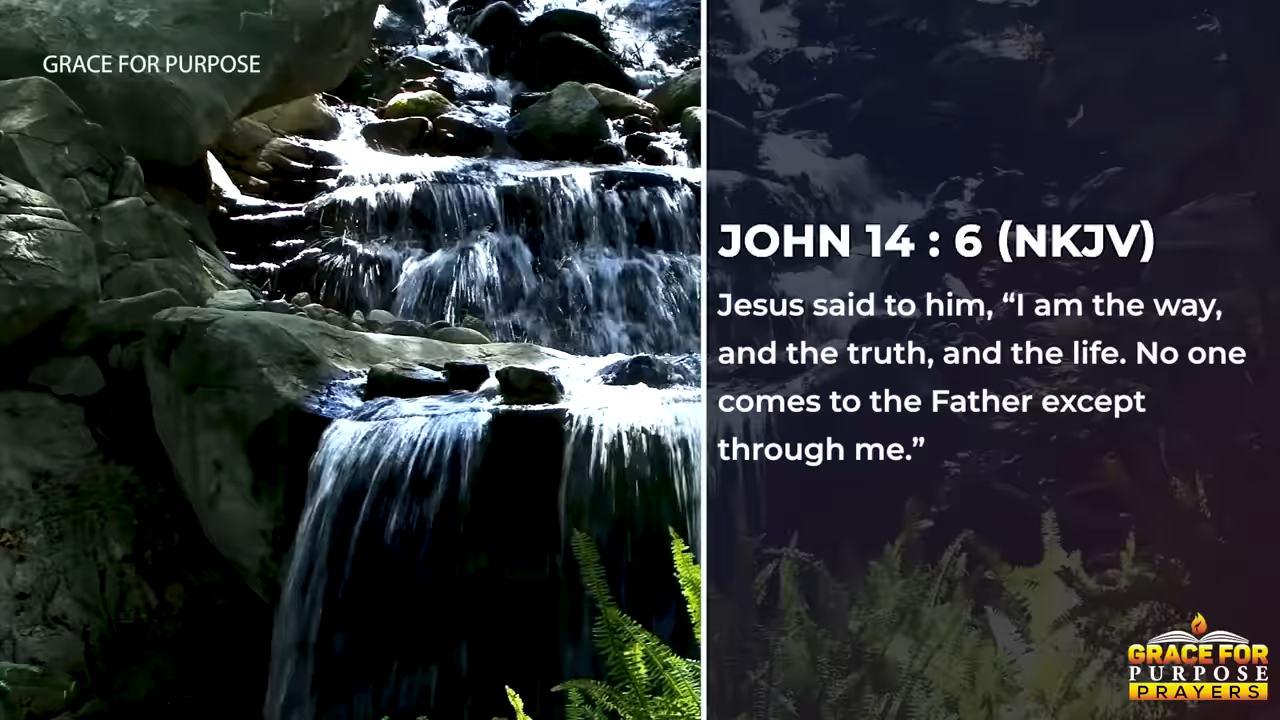 GRACE FOR PURPOSE
JOHN 14 : 6 (NKJV)
Jesus said to him, “I am the way,
and the truth, and the life. No one
comes to the Father except
through me.”
GRACE FOR
PURPOSE
PRAYERS